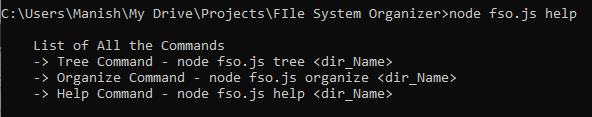 C:\Users\Manish\My Drive\Projects\FIle System Organizer>node fso.js help
List of All the Commands
-> Tree Command - node fso.js tree <dir_Name>
-> Organize Command - node fso.js organize <dir_Name>
-> Help Command - node fso.js help <dir_Name>